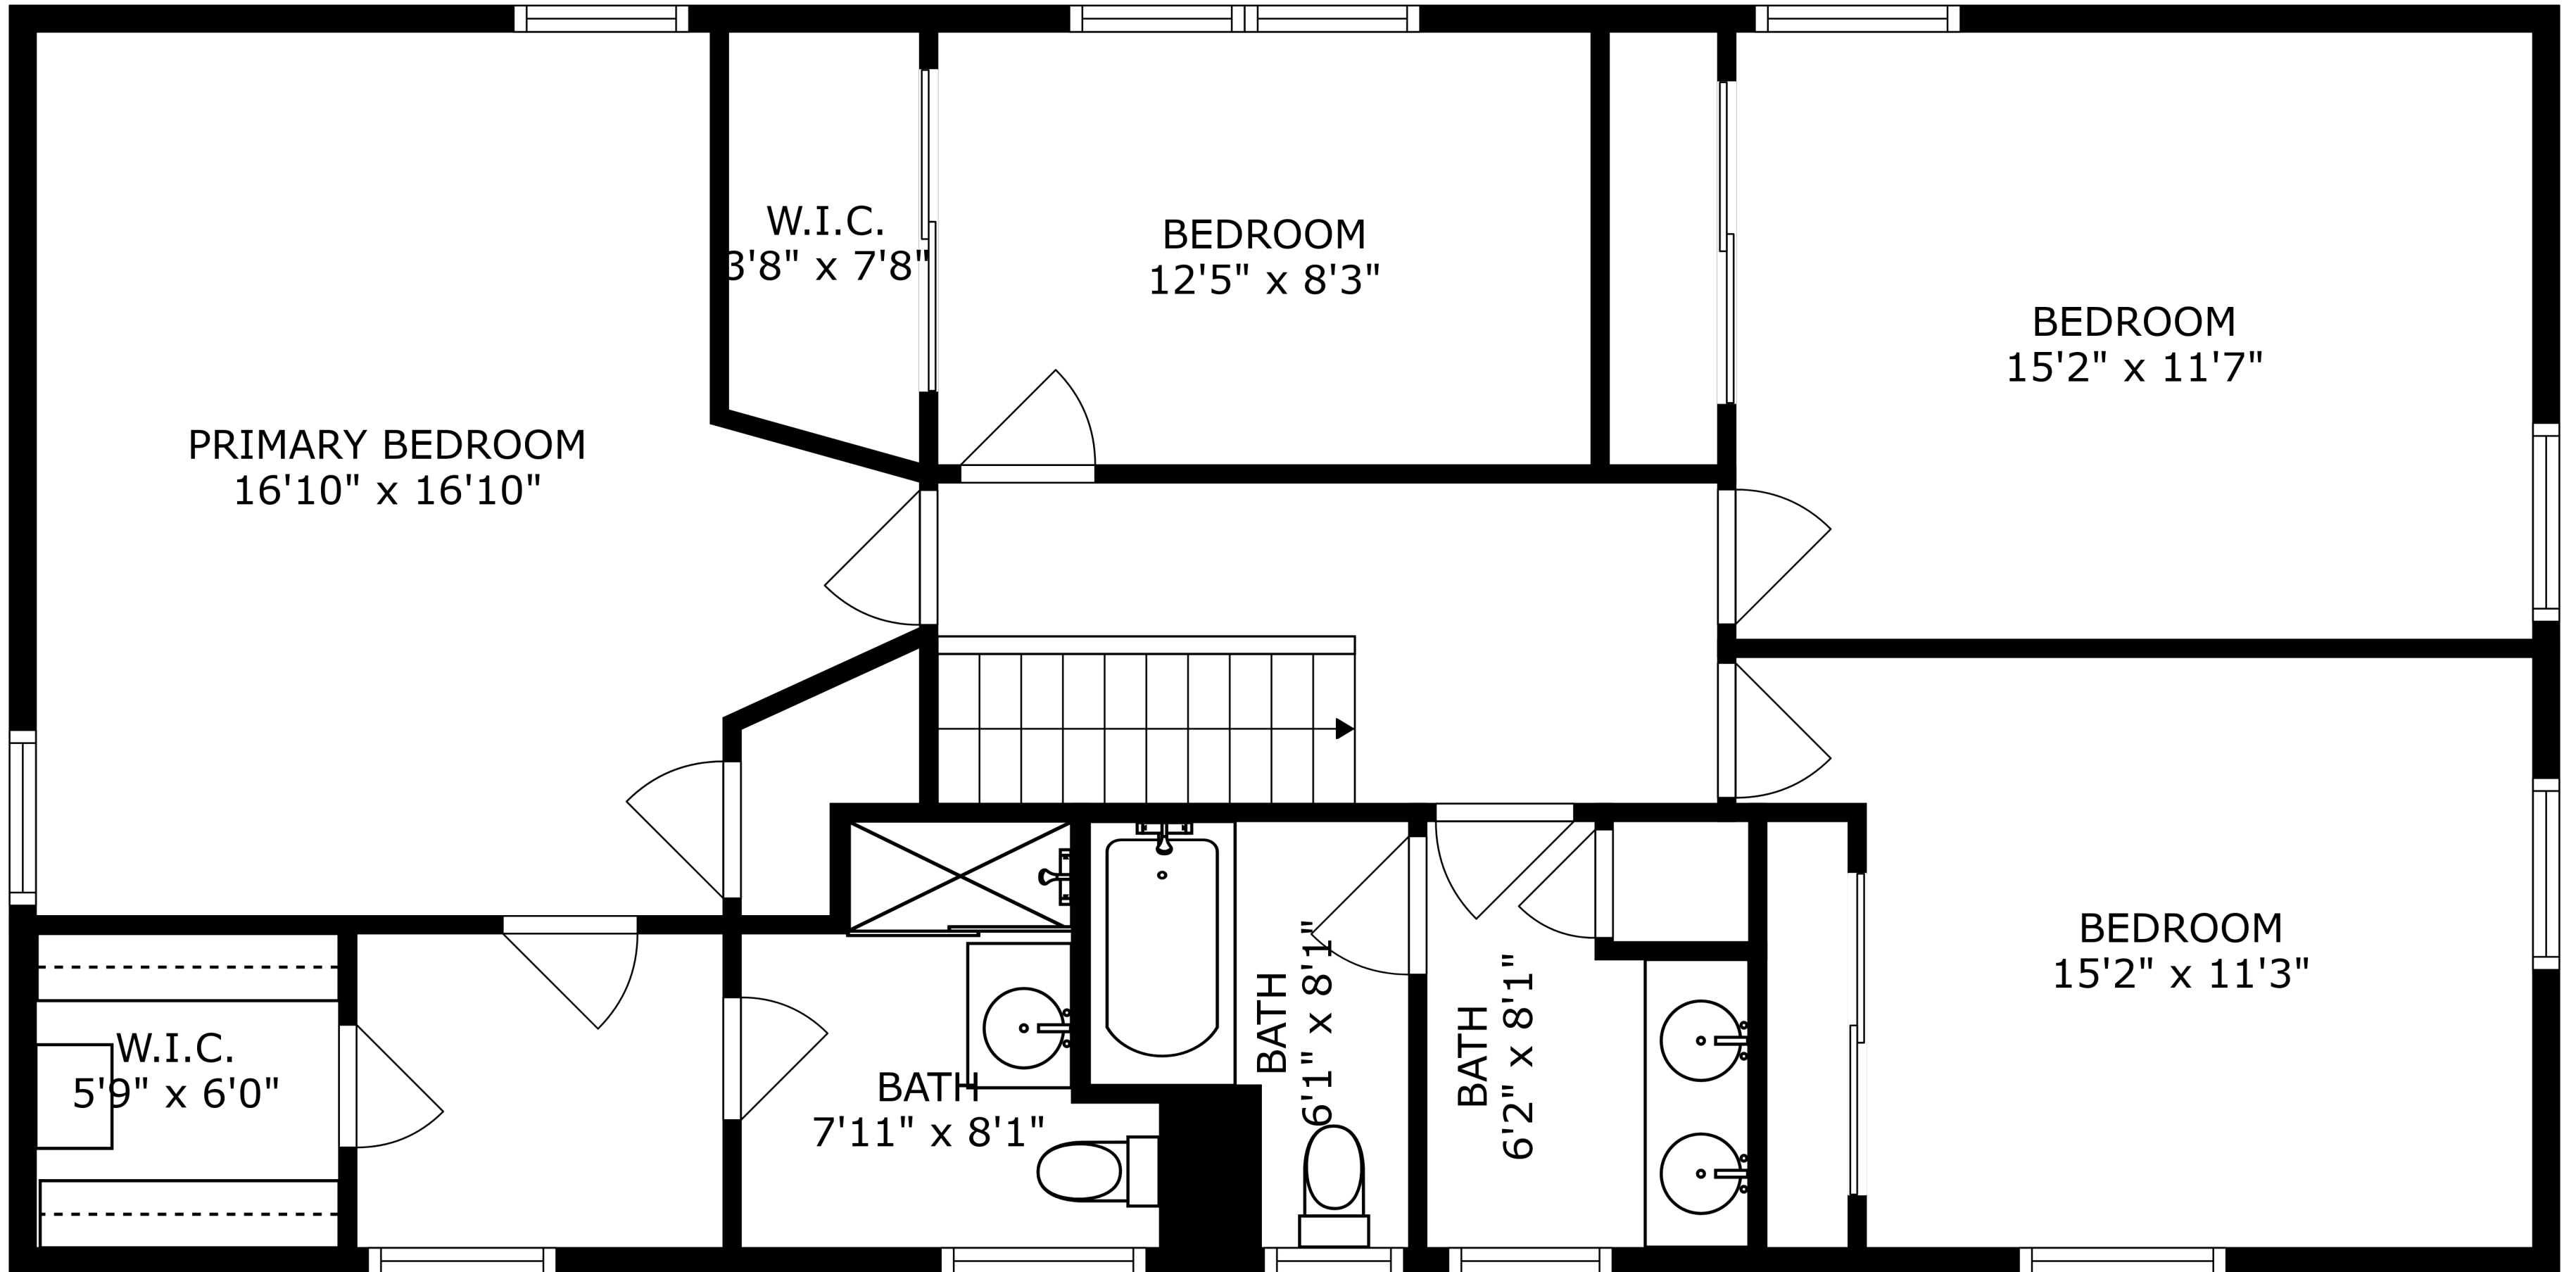 W.I.C.
3'8" x 7'8"
BEDROOM
12'5" x 8'3"
BEDROOM
15'2" x 11'7"
PRIMARY BEDROOM
16'10" x 16'10"
BEDROOM
15'2" x 11'3"
W.I.C.
5'9" x 6'0"
BATH
7'11" x 8'1"
BATH
6'1" x 8'1"
BATH
6'2" x 8'1"